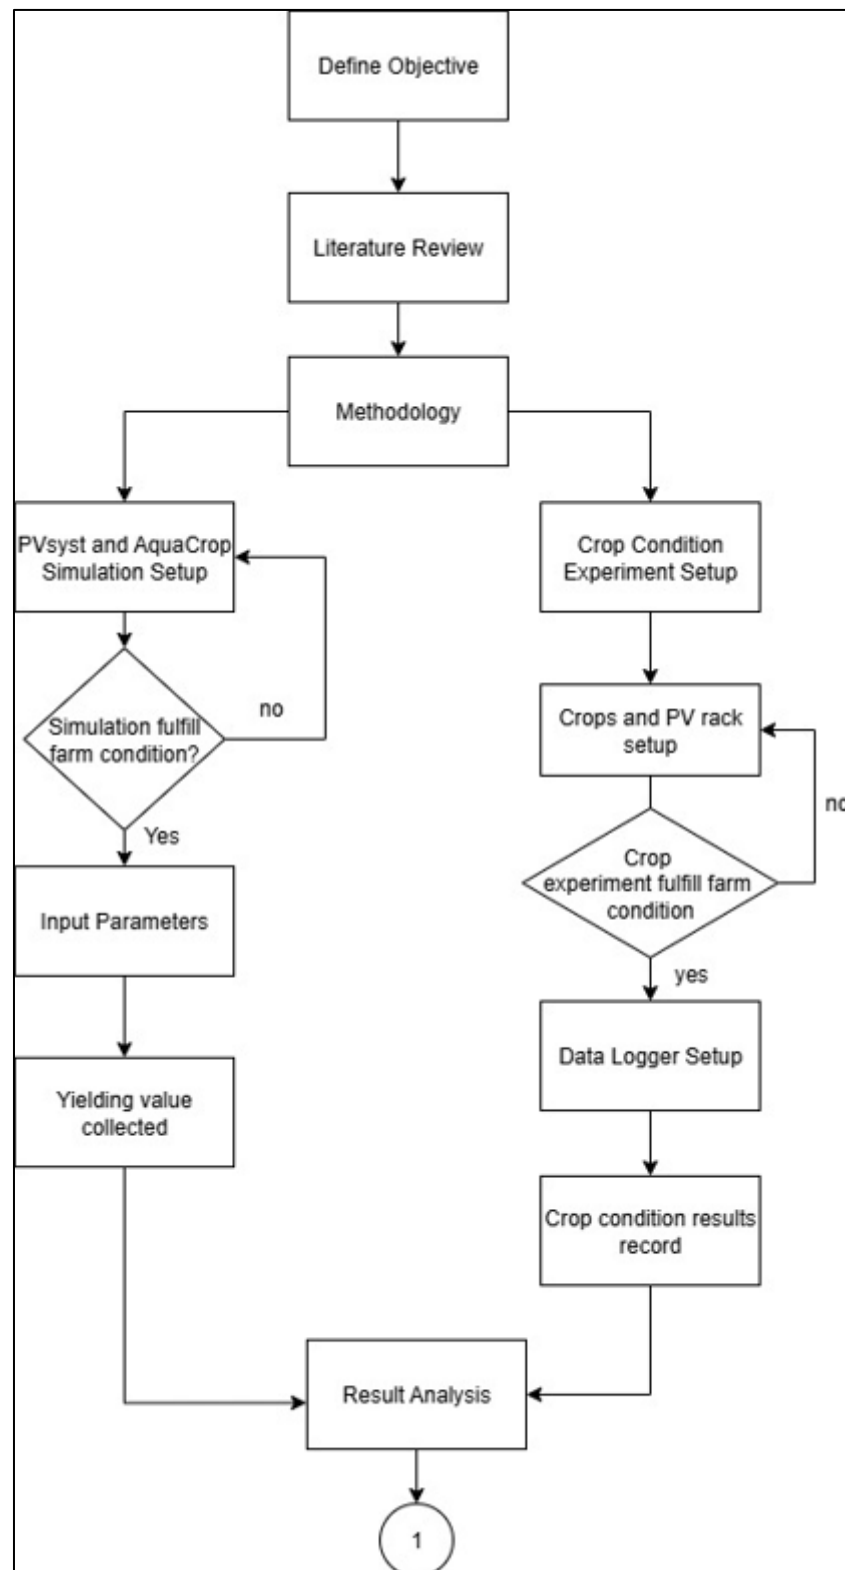 Define Objective
Literature Review
Methodology
PVsyst and AquaCrop
Simulation Setup
Simulation fulfill
farm condition?
no
Yes
Input Parameters
Yielding value
collected
Crop Condition
Experiment Setup
Crops and PV rack
setup
no
Crop
experiment fulfill farm
condition
yes
Data Logger Setup
Crop condition results
record
Result Analysis
1